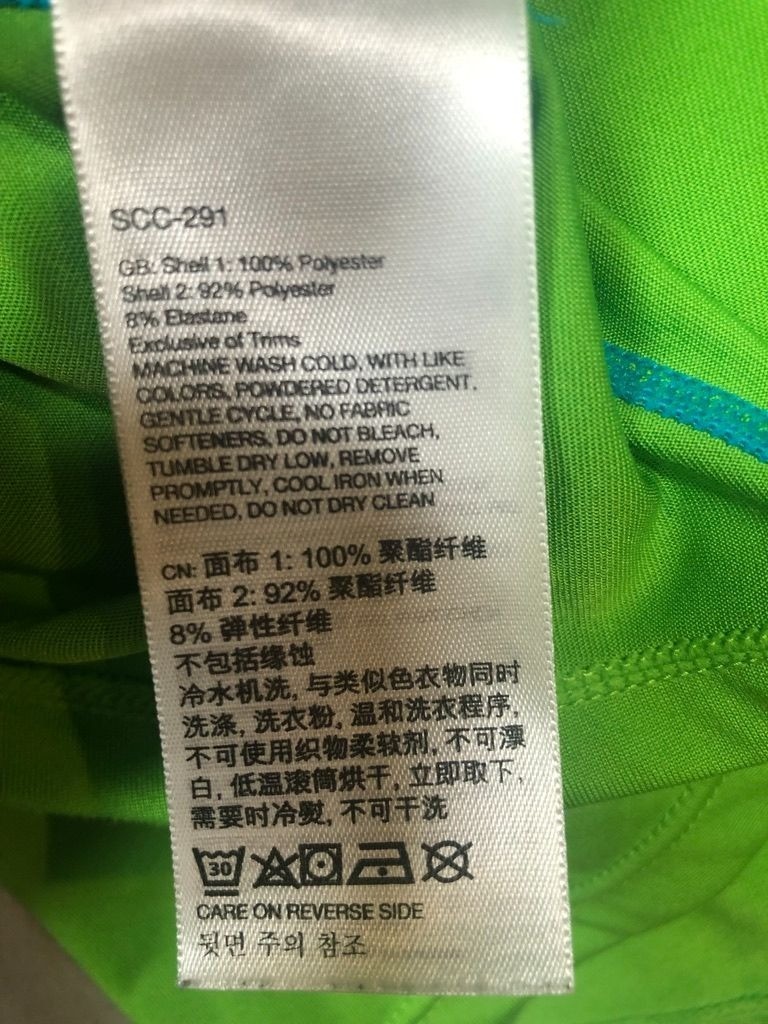 SCC-291
GB: Shell 1: 100% Polyester
Shell 2: 92% Polyester
8% Elastane
Exclusive of Trims
MACHINE WASH COLD, WITH LIKE
COLORS, POWDERED DETERGENT,
GENTLE CYCLE, NO FABRIC
SOFTENERS, DO NOT BLEACH,
TUMBLE DRY LOW, REMOVE
PROMPTLY, COOL IRON WHEN
NEEDED, DO NOT DRY CLEAN
CN: 面布 1: 100% 聚酯纤维
面布 2: 92% 聚酯纤维
8% 弹性纤维
不包括缘蚀
冷水机洗, 与类似色衣物同时
洗涤, 洗衣粉, 温和洗衣程序,
不可使用织物柔软剂, 不可漂
白, 低温滚筒烘干, 立即取下,
需要时冷熨, 不可干洗
30
CARE ON REVERSE SIDE
뒷면 주의 참조